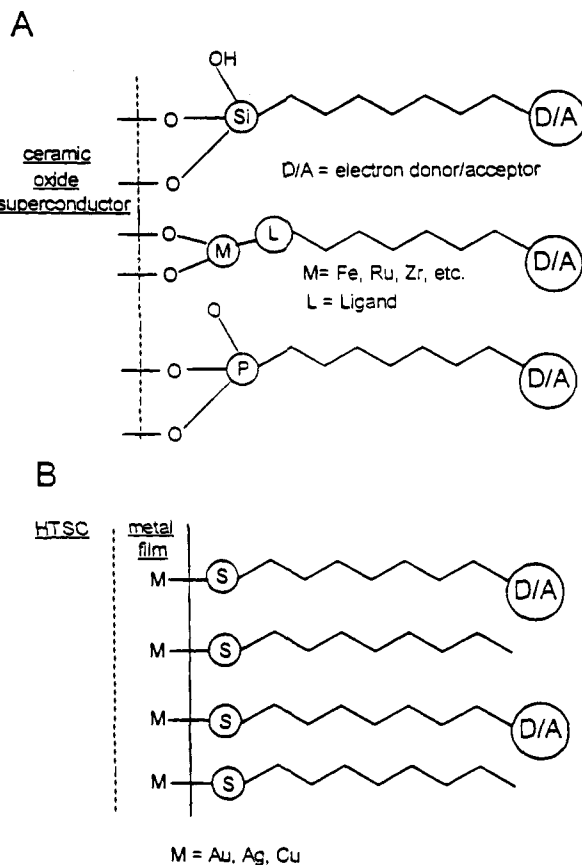 A
OH
O Si D/A
ceramic
oxide
superconductor
O
D/A = electron donor/acceptor
O
M L D/A
O
M= Fe, Ru, Zr, etc.
L = Ligand
O
O P D/A
O
B
HTSC
metal
film
M S D/A
M S
M S D/A
M S
M = Au, Ag, Cu